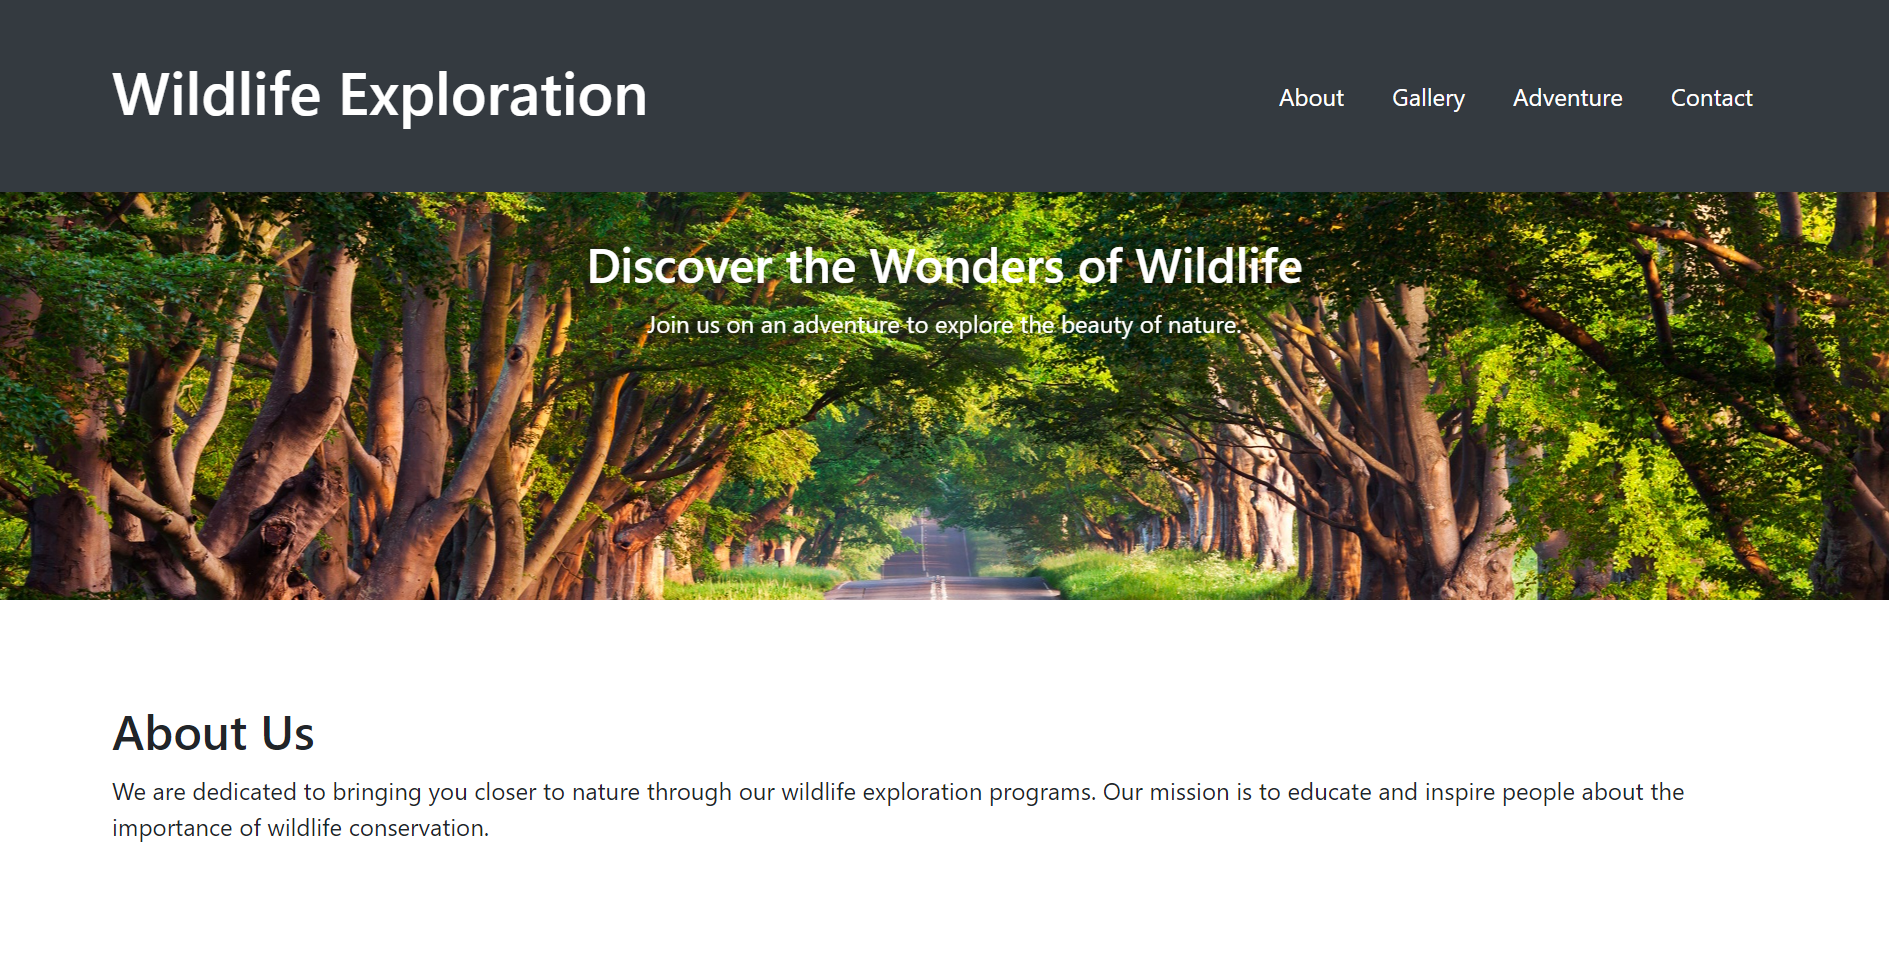 Wildlife Exploration
About Gallery Adventure Contact
Discover the Wonders of Wildlife
Join us on an adventure to explore the beauty of nature.
About Us
We are dedicated to bringing you closer to nature through our wildlife exploration programs. Our mission is to educate and inspire people about the
importance of wildlife conservation.